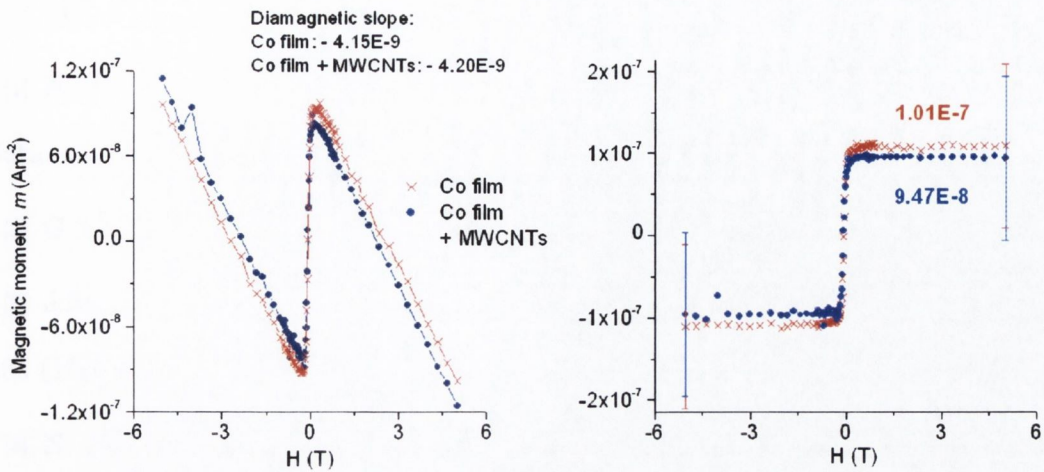 Diamagnetic slope:
Co film: - 4.15E-9
Co film + MWCNTs: - 4.20E-9
1.2x10⁻⁷
6.0x10⁻⁸
0.0
-6.0x10⁻⁸
-1.2x10⁻⁷
Magnetic moment, m (Am⁻²)
-6
-3
0
3
6
H (T)
Co film
Co film
+ MWCNTs
2x10⁻⁷
1x10⁻⁷
0
-1x10⁻⁷
-2x10⁻⁷
1.01E-7
9.47E-8
-6
-3
0
3
6
H (T)